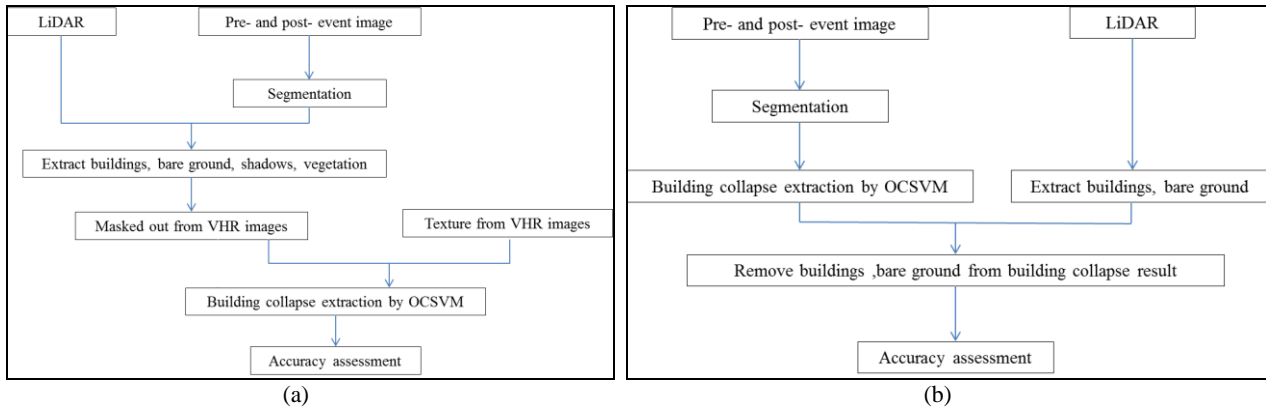 LiDAR
Pre- and post- event image
Segmentation
Extract buildings, bare ground, shadows, vegetation
Masked out from VHR images
Texture from VHR images
Building collapse extraction by OCSVM
Accuracy assessment
(a)
Pre- and post- event image
LiDAR
Segmentation
Building collapse extraction by OCSVM
Extract buildings, bare ground
Remove buildings ,bare ground from building collapse result
Accuracy assessment
(b)